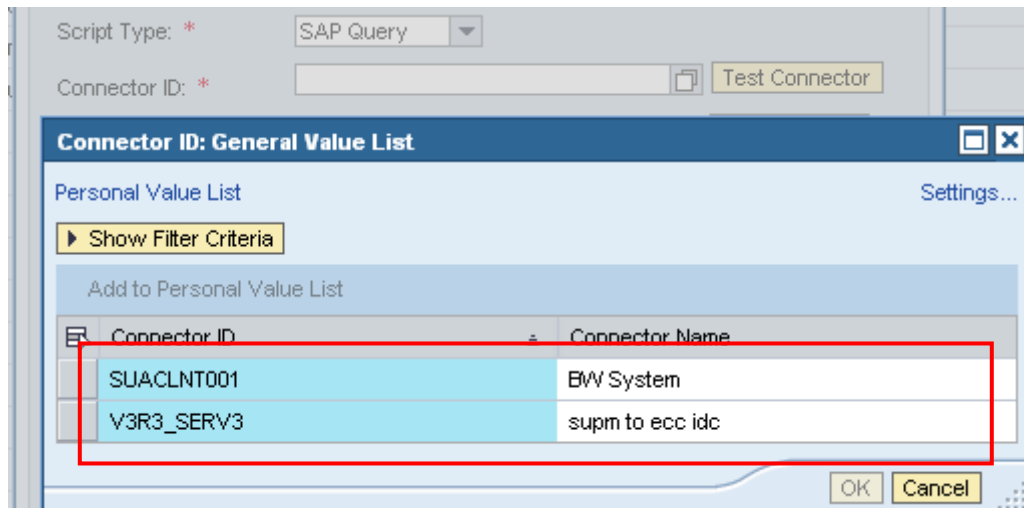 Script Type: * SAP Query
Connector ID: * Test Connector
Connector ID: General Value List
Personal Value List Settings...
Show Filter Criteria
Add to Personal Value List
Connector ID Connector Name
SUACLNT001 BW System
V3R3_SERV3 supm to ecc idc
OK Cancel